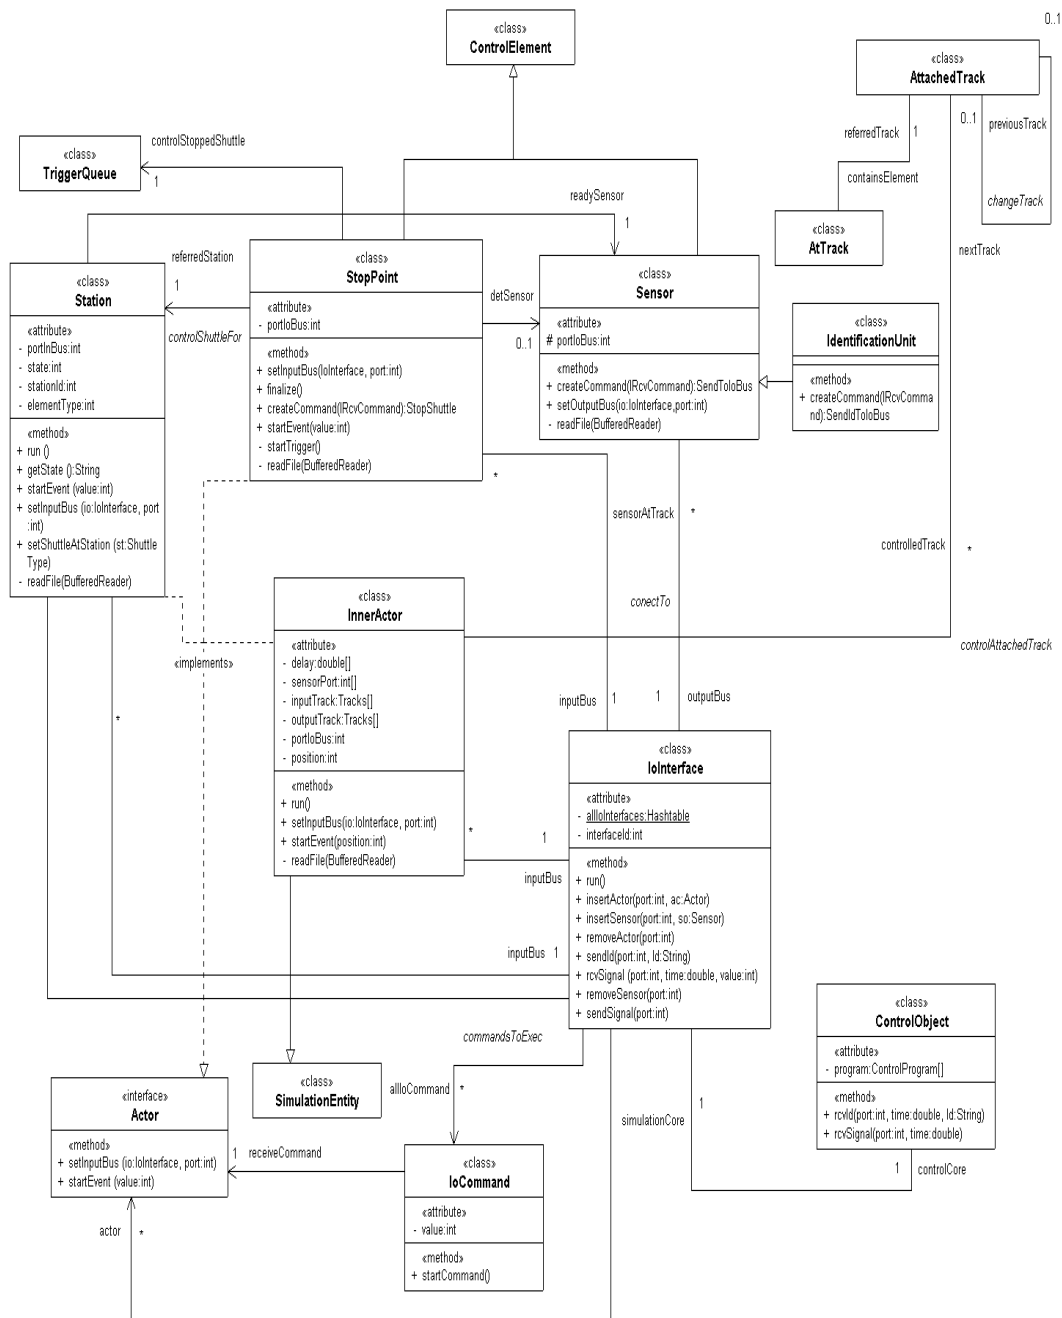 «class»
ControlElement
0..1
«class»
AttachedTrack
«class»
TriggerQueue
controlStoppedShuttle
1
referredTrack
1
0..1
previousTrack
containsElement
changeTrack
readySensor
1
«class»
AtTrack
nextTrack
referredStation
1
controlShuttleFor
«class»
Station
«attribute»
- portInBus:int
- state:int
- stationId:int
- elementType:int
«method»
+ run ()
+ getState ():String
+ startEvent (value:int)
+ setInputBus (io:IoInterface, port
:int)
+ setShuttleAtStation (st:Shuttle
Type)
- readFile(BufferedReader)
«class»
StopPoint
«attribute»
- portIoBus:int
«method»
+ setInputBus(IoInterface, port:int)
+ finalize()
+ createCommand(IRcvCommand):StopShuttle
+ startEvent(value:int)
- startTrigger()
- readFile(BufferedReader)
detSensor
0..1
«class»
Sensor
«attribute»
# portIoBus:int
«method»
+ createCommand(IRcvCommand):SendToIoBus
+ setOutputBus(io:IoInterface,port:int)
- readFile(BufferedReader)
«class»
IdentificationUnit
«method»
+ createCommand(IRcvComma
nd):SendIdToIoBus
*
sensorAtTrack
*
controlledTrack
*
conectTo
controlAttachedTrack
«implements»
*
«class»
InnerActor
«attribute»
- delay:double[]
- sensorPort:int[]
- inputTrack:Tracks[]
- outputTrack:Tracks[]
- portIoBus:int
- position:int
«method»
+ run()
+ setInputBus(io:IoInterface, port:int)
+ startEvent(position:int)
- readFile(BufferedReader)
inputBus
1
1
outputBus
*
1
inputBus
inputBus
1
«class»
IoInterface
«attribute»
- allIoInterfaces:Hashtable
- interfaceId:int
«method»
+ run()
+ insertActor(port:int, ac:Actor)
+ insertSensor(port:int, so:Sensor)
+ removeActor(port:int)
+ sendId(port:int, Id:String)
+ rcvSignal (port:int, time:double, value:int)
+ removeSensor(port:int)
+ sendSignal(port:int)
«class»
ControlObject
«attribute»
- program:ControlProgram[]
«method»
+ rcvId(port:int, time:double, Id:String)
+ rcvSignal(port:int, time:double)
commandsToExec
allIoCommand
*
simulationCore
1
1
controlCore
«class»
SimulationEntity
«interface»
Actor
«method»
+ setInputBus (io:IoInterface, port:int)
+ startEvent (value:int)
1
receiveCommand
«class»
IoCommand
«attribute»
- value:int
«method»
+ startCommand()
actor
*